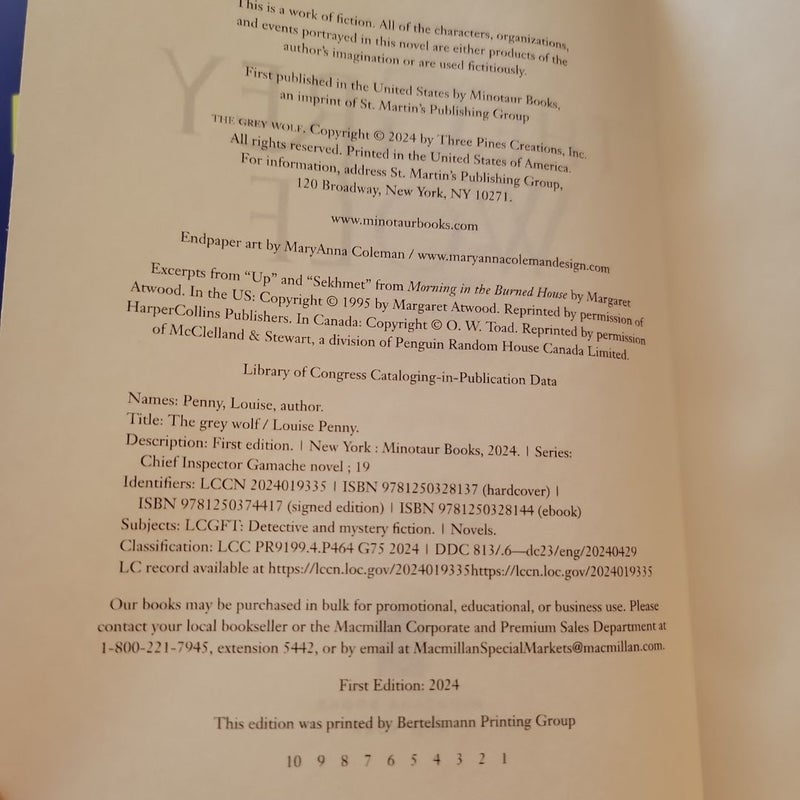 This is a work of fiction. All of the characters, organizations,
and events portrayed in this novel are either products of the
author's imagination or are used fictitiously.
First published in the United States by Minotaur Books,
an imprint of St. Martin's Publishing Group
THE GREY WOLF. Copyright © 2024 by Three Pines Creations, Inc.
All rights reserved. Printed in the United States of America.
For information, address St. Martin's Publishing Group,
120 Broadway, New York, NY 10271.
www.minotaurbooks.com
Endpaper art by MaryAnna Coleman / www.maryannacolemandesign.com
Excerpts from “Up” and “Sekhmet” from Morning in the Burned House by Margaret
Atwood. In the US: Copyright © 1995 by Margaret Atwood. Reprinted by permission of
HarperCollins Publishers. In Canada: Copyright © O. W. Toad. Reprinted by permission
of McClelland & Stewart, a division of Penguin Random House Canada Limited.
Library of Congress Cataloging-in-Publication Data
Names: Penny, Louise, author.
Title: The grey wolf / Louise Penny.
Description: First edition. | New York : Minotaur Books, 2024. | Series:
Chief Inspector Gamache novel ; 19
Identifiers: LCCN 2024019335 | ISBN 9781250328137 (hardcover) |
ISBN 9781250374417 (signed edition) | ISBN 9781250328144 (ebook)
Subjects: LCGFT: Detective and mystery fiction. | Novels.
Classification: LCC PR9199.4.P464 G75 2024 | DDC 813/.6—dc23/eng/20240429
LC record available at https://lccn.loc.gov/2024019335https://lccn.loc.gov/2024019335
Our books may be purchased in bulk for promotional, educational, or business use. Please
contact your local bookseller or the Macmillan Corporate and Premium Sales Department at
1-800-221-7945, extension 5442, or by email at MacmillanSpecialMarkets@macmillan.com.
First Edition: 2024
This edition was printed by Bertelsmann Printing Group
10 9 8 7 6 5 4 3 2 1